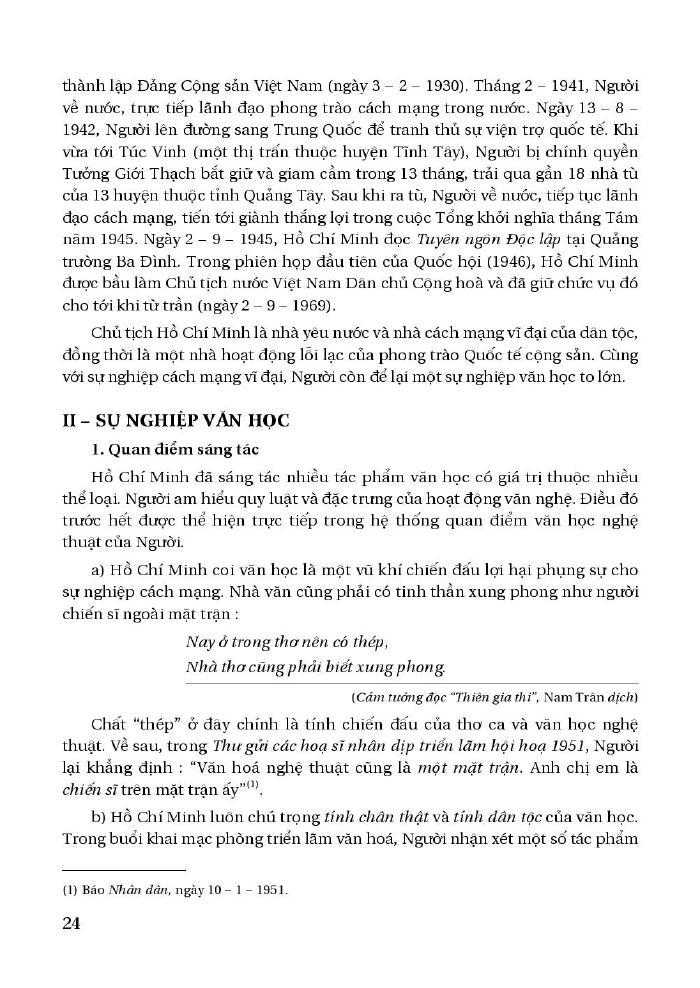 thành lập Đảng Cộng sản Việt Nam (ngày 3 – 2 – 1930). Tháng 2 – 1941, Người
về nước, trực tiếp lãnh đạo phong trào cách mạng trong nước. Ngày 13 – 8 –
1942, Người lên đường sang Trung Quốc để tranh thủ sự viện trợ quốc tế. Khi
vừa tới Túc Vinh (một thị trấn thuộc huyện Tĩnh Tây), Người bị chính quyền
Tưởng Giới Thạch bắt giữ và giam cầm trong 13 tháng, trải qua gần 18 nhà tù
của 13 huyện thuộc tỉnh Quảng Tây. Sau khi ra tù, Người về nước, tiếp tục lãnh
đạo cách mạng, tiến tới giành thắng lợi trong cuộc Tổng khởi nghĩa tháng Tám
năm 1945. Ngày 2 – 9 – 1945, Hồ Chí Minh đọc Tuyên ngôn Độc lập tại Quảng
trường Ba Đình. Trong phiên họp đầu tiên của Quốc hội (1946), Hồ Chí Minh
được bầu làm Chủ tịch nước Việt Nam Dân chủ Cộng hoà và đã giữ chức vụ đó
cho tới khi từ trần (ngày 2 – 9 – 1969).
Chủ tịch Hồ Chí Minh là nhà yêu nước và nhà cách mạng vĩ đại của dân tộc,
đồng thời là một nhà hoạt động lỗi lạc của phong trào Quốc tế cộng sản. Cùng
với sự nghiệp cách mạng vĩ đại, Người còn để lại một sự nghiệp văn học to lớn.
II – SỰ NGHIỆP VĂN HỌC
1. Quan điểm sáng tác
Hồ Chí Minh đã sáng tác nhiều tác phẩm văn học có giá trị thuộc nhiều
thể loại. Người am hiểu quy luật và đặc trưng của hoạt động văn nghệ. Điều đó
trước hết được thể hiện trực tiếp trong hệ thống quan điểm văn học nghệ
thuật của Người.
a) Hồ Chí Minh coi văn học là một vũ khí chiến đấu lợi hại phụng sự cho
sự nghiệp cách mạng. Nhà văn cũng phải có tinh thần xung phong như người
chiến sĩ ngoài mặt trận :
Nay ở trong thơ nên có thép,
Nhà thơ cũng phải biết xung phong.
(Cảm tưởng đọc “Thiên gia thi”, Nam Trân dịch)
Chất “thép” ở đây chính là tính chiến đấu của thơ ca và văn học nghệ
thuật. Về sau, trong Thư gửi các hoạ sĩ nhân dịp triển lãm hội hoạ 1951, Người
lại khẳng định : “Văn hoá nghệ thuật cũng là một mặt trận. Anh chị em là
chiến sĩ trên mặt trận ấy”(1).
b) Hồ Chí Minh luôn chú trọng tính chân thật và tính dân tộc của văn học.
Trong buổi khai mạc phòng triển lãm văn hoá, Người nhận xét một số tác phẩm
(1) Báo Nhân dân, ngày 10 – 1 – 1951.
24